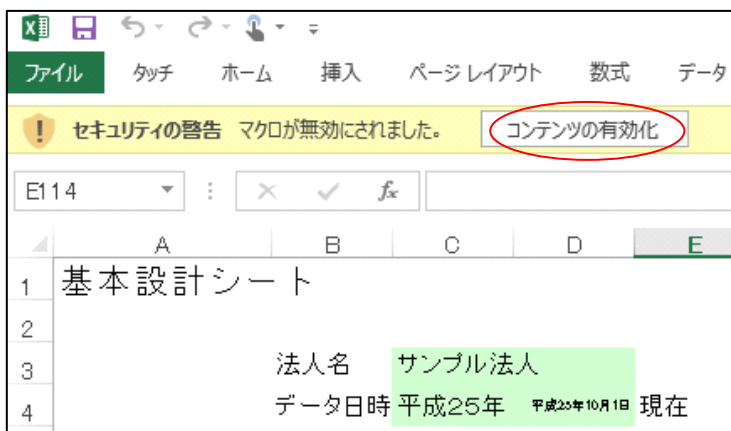 ファイル タッチ ホーム 挿入 ページ レイアウト 数式 データ
セキュリティの警告 マクロが無効にされました。 コンテンツの有効化
E114 fx
A B C D E
1 基本設計シート
2
3 法人名 サンプル法人
4 データ日時 平成25年 平成25年10月1日 現在